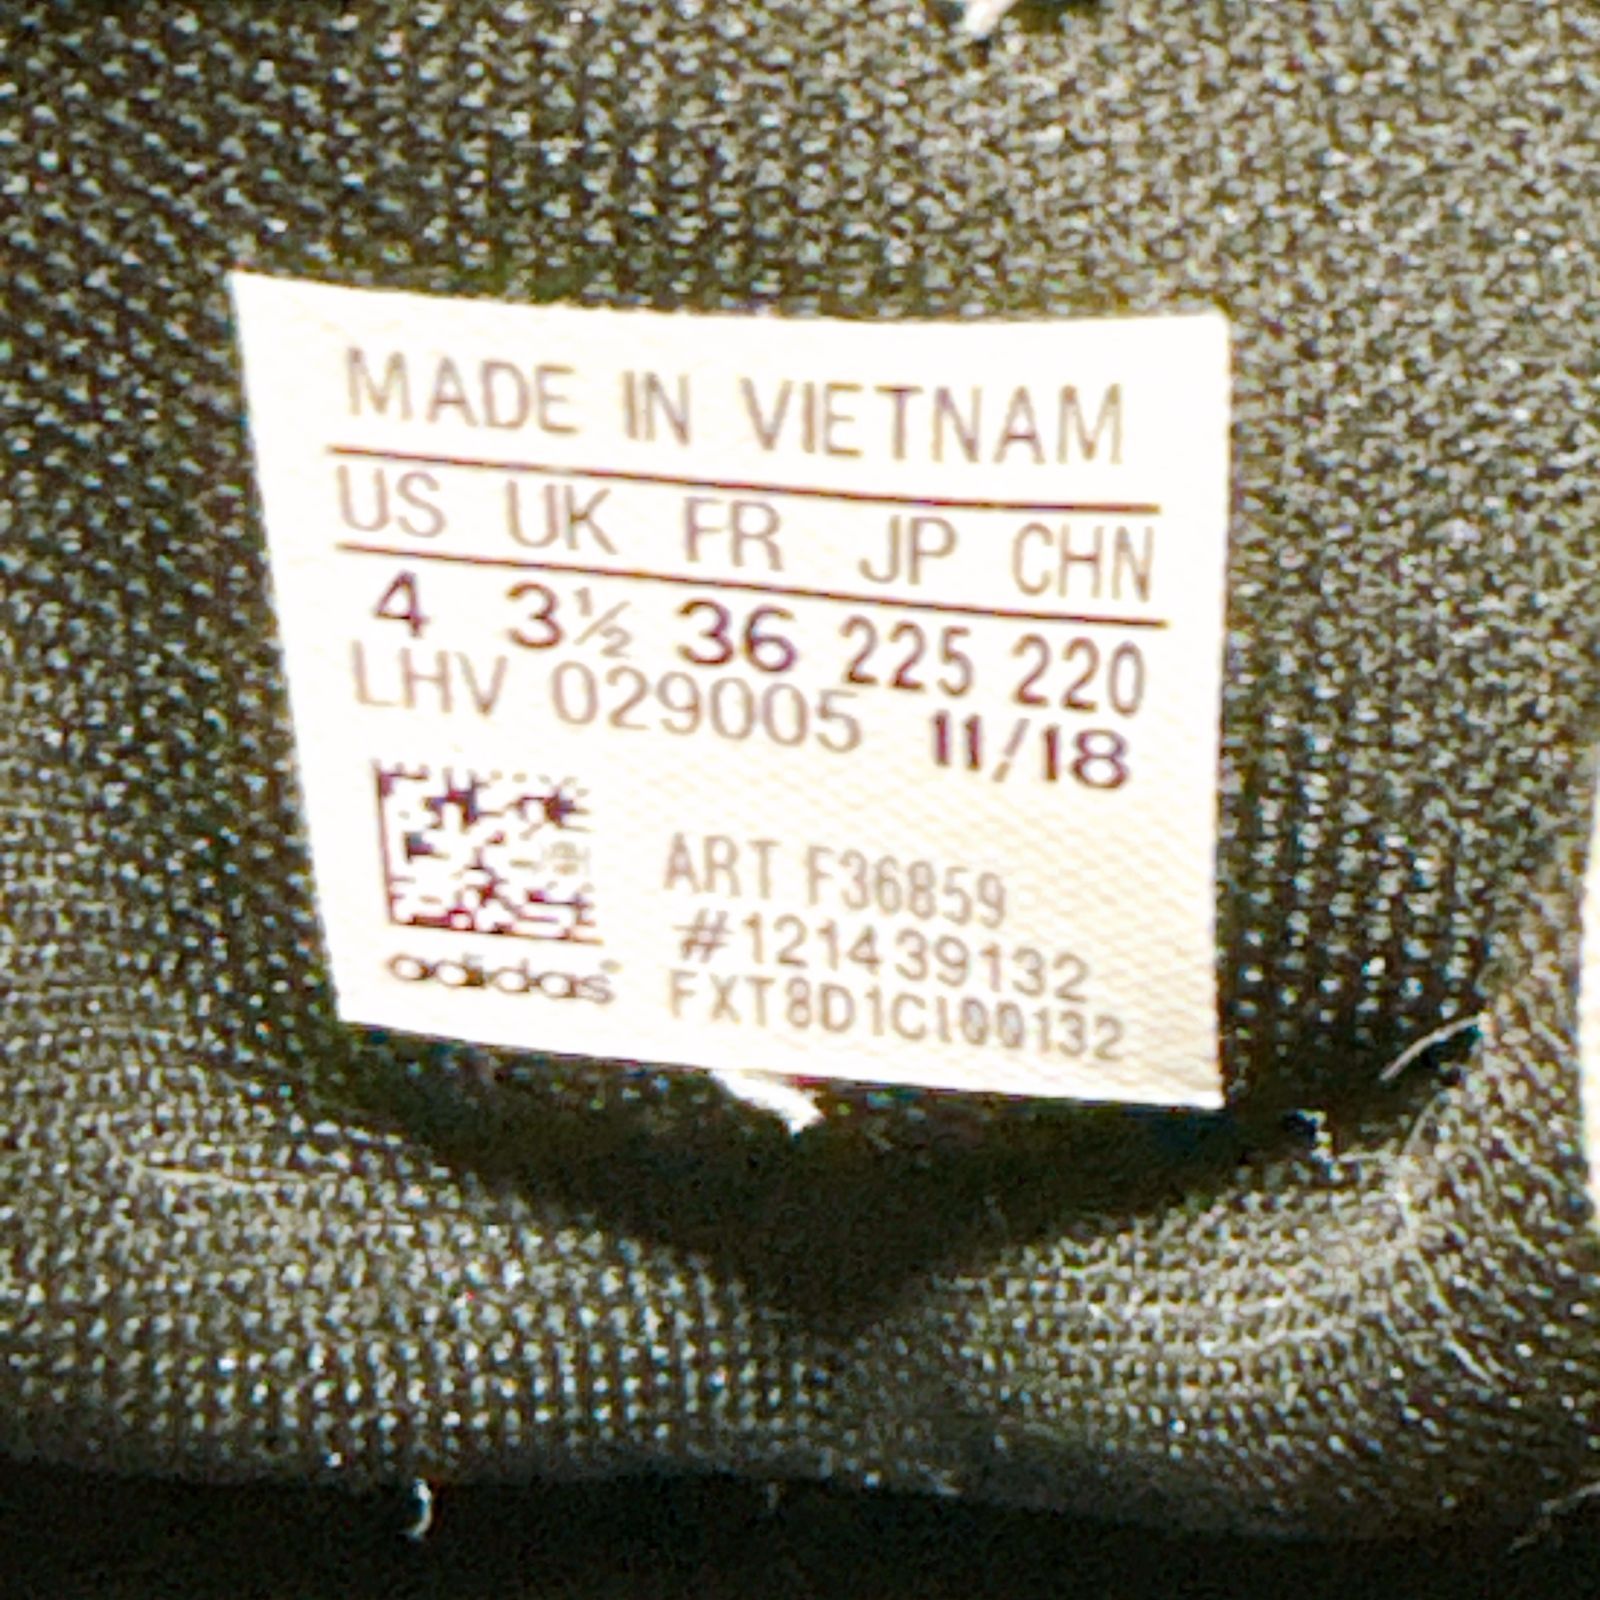 MADE IN VIETNAM
US UK FR JP CHN
4 3½ 36 225 220
LHV 029005 11/18
ART F36859
#121439132
adidas
FXT8D1CI00132